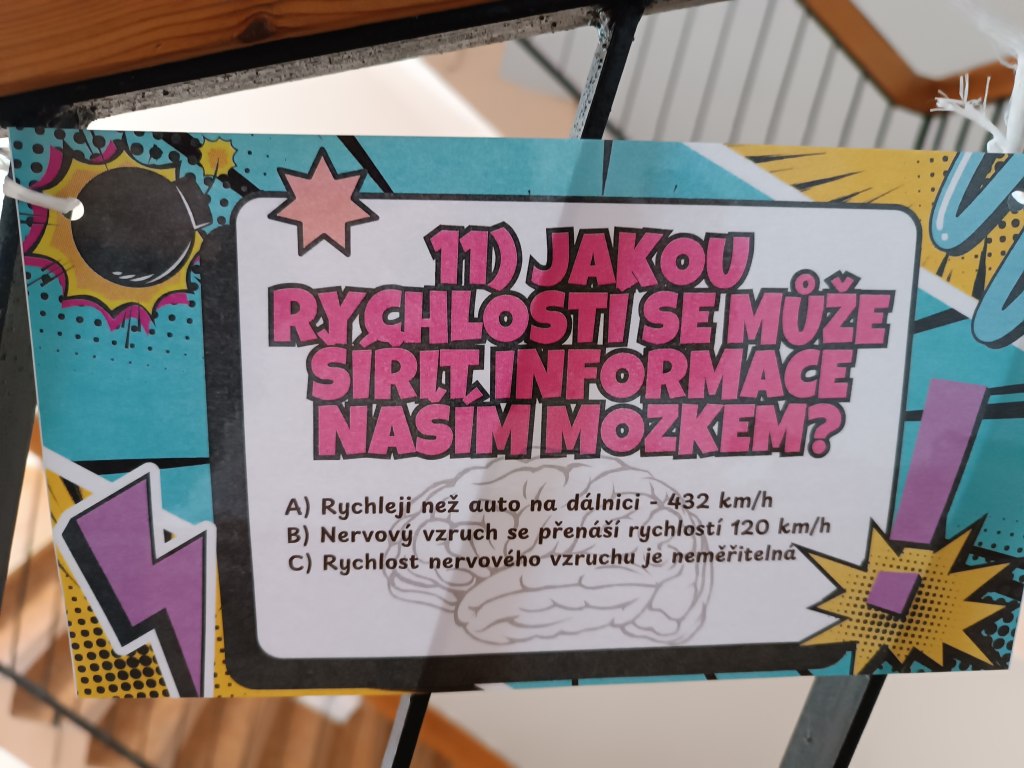 11) JAKOU
RYCHLOSTI SE MŮŽE
ŠÍŘIT INFORMACE
NAŠÍM MOZKEM?
A) Rychleji než auto na dálnici - 432 km/h
B) Nervový vzruch se přenáší rychlostí 120 km/h
C) Rychlost nervového vzruchu je neměřitelná